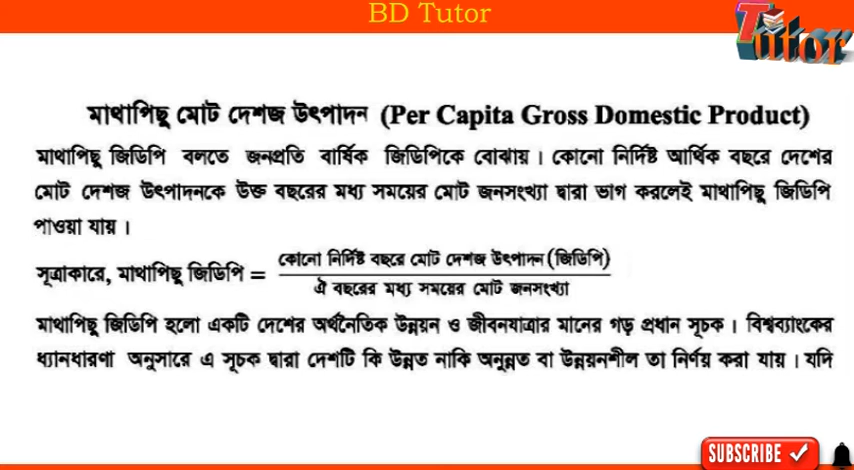 BD Tutor
Tutor
মাথাপিছু মোট দেশজ উৎপাদন (Per Capita Gross Domestic Product)
মাথাপিছু জিডিপি বলতে জনপ্রতি বার্ষিক জিডিপিকে বোঝায়। কোনো নির্দিষ্ট আর্থিক বছরে দেশের
মোট দেশজ উৎপাদনকে উক্ত বছরের মধ্য সময়ের মোট জনসংখ্যা দ্বারা ভাগ করলেই মাথাপিছু জিডিপি
পাওয়া যায়।
সূত্রাকারে, মাথাপিছু জিডিপি = কোনো নির্দিষ্ট বছরে মোট দেশজ উৎপাদন (জিডিপি)
ঐ বছরের মধ্য সময়ের মোট জনসংখ্যা
মাথাপিছু জিডিপি হলো একটি দেশের অর্থনৈতিক উন্নয়ন ও জীবনযাত্রার মানের গড় প্রধান সূচক। বিশ্বব্যাংকের
ধ্যানধারণা অনুসারে এ সূচক দ্বারা দেশটি কি উন্নত নাকি অনুন্নত বা উন্নয়নশীল তা নির্ণয় করা যায়। যদি
SUBSCRIBE